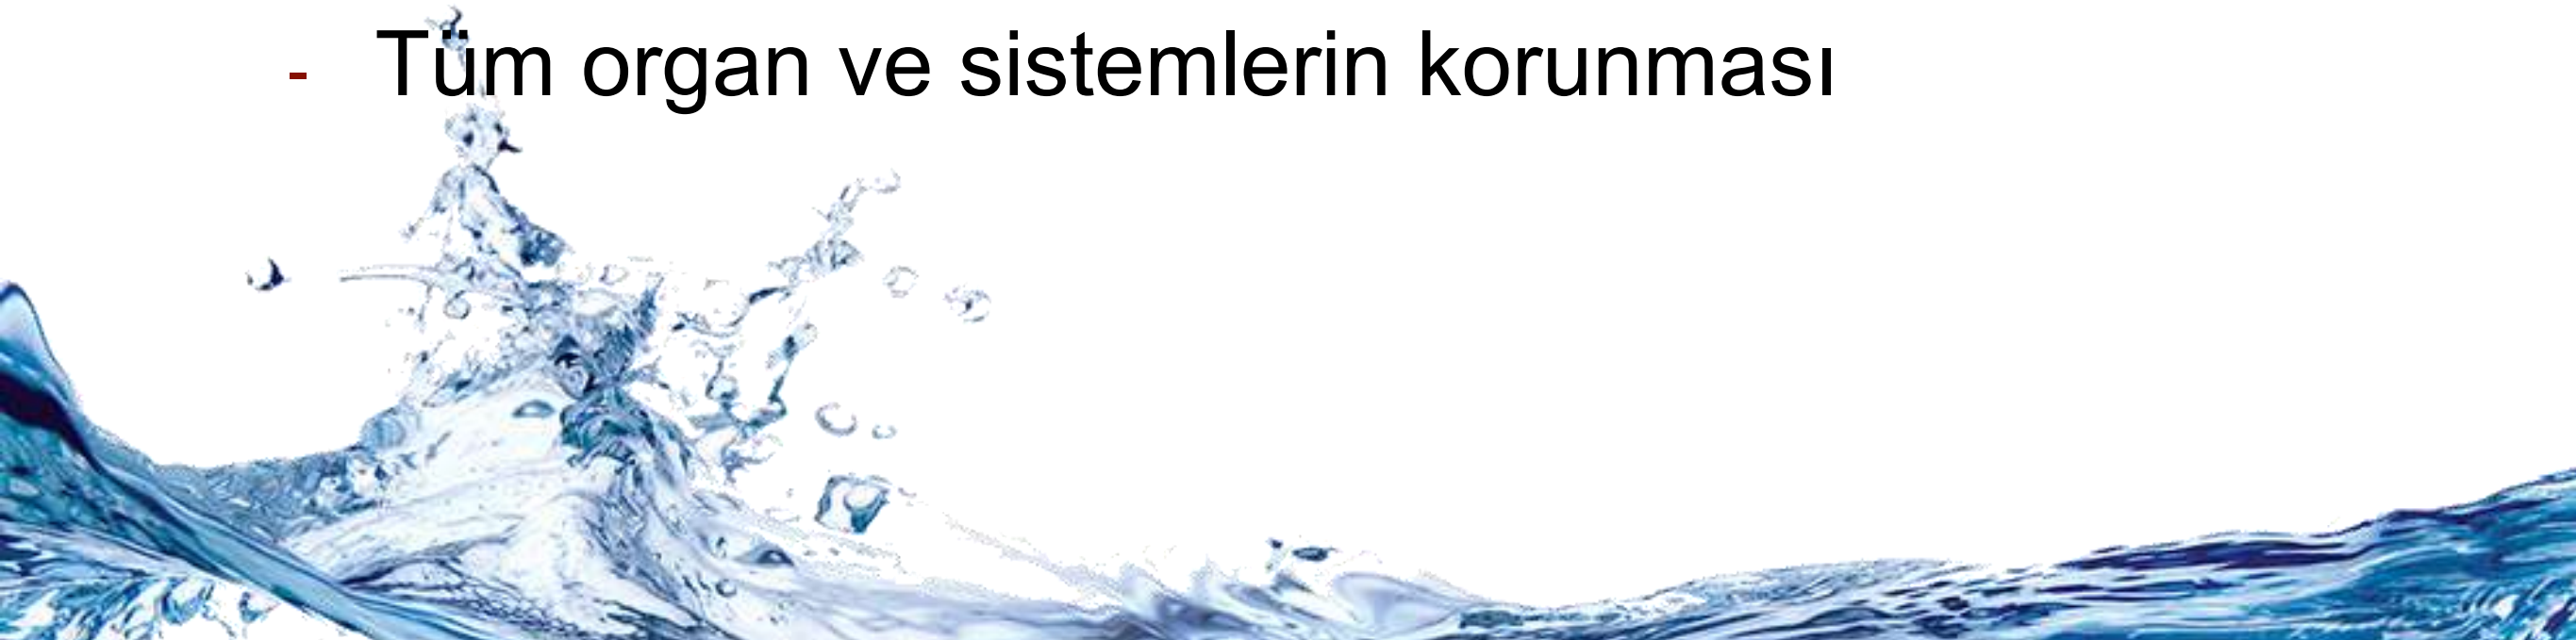 - Tüm organ ve sistemlerin korunması